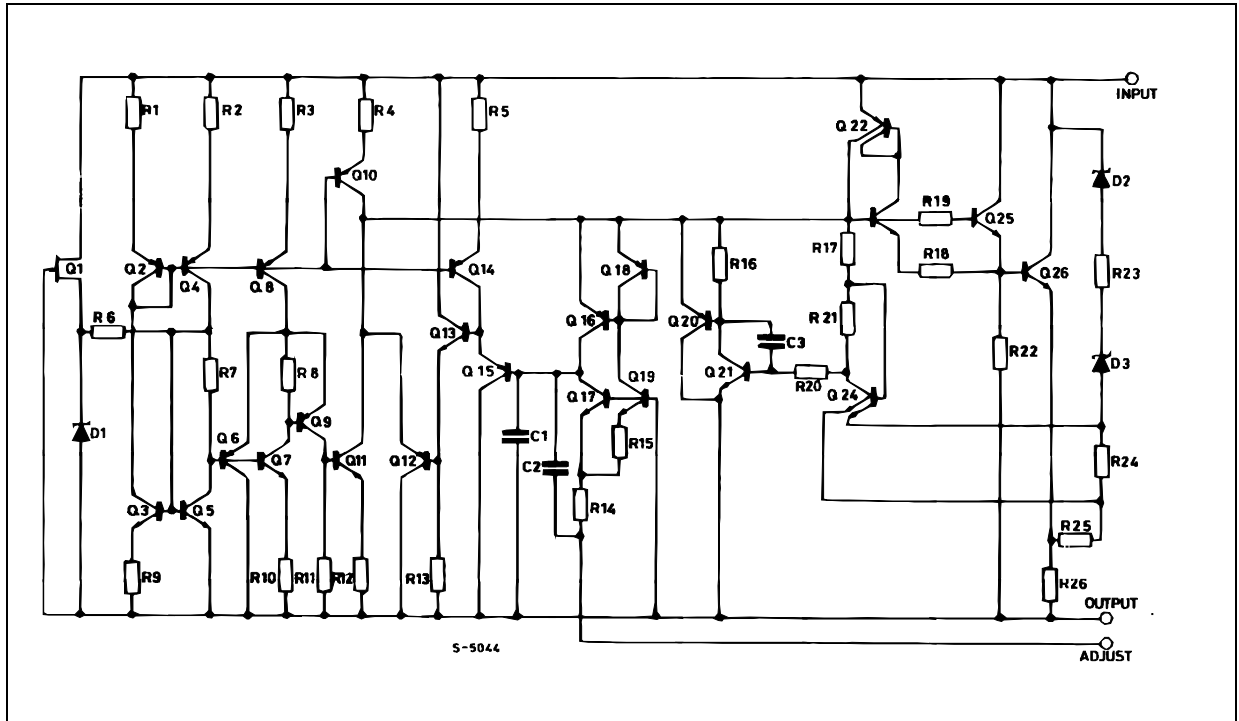 INPUT
R1
R2
R3
R4
R5
Q22
D2
Q10
R19
Q25
R17
R18
Q1
Q2
Q4
Q8
Q14
Q18
R16
Q26
R23
R6
Q13
Q16
Q20
C3
R21
R22
D3
R7
R8
Q15
Q19
Q21
R20
Q24
Q17
D1
Q6
Q9
C1
R15
Q7
Q11
Q12
C2
R24
Q3
Q5
R14
R25
R9
R10
R11
R12
R13
R26
OUTPUT
S-5044
ADJUST